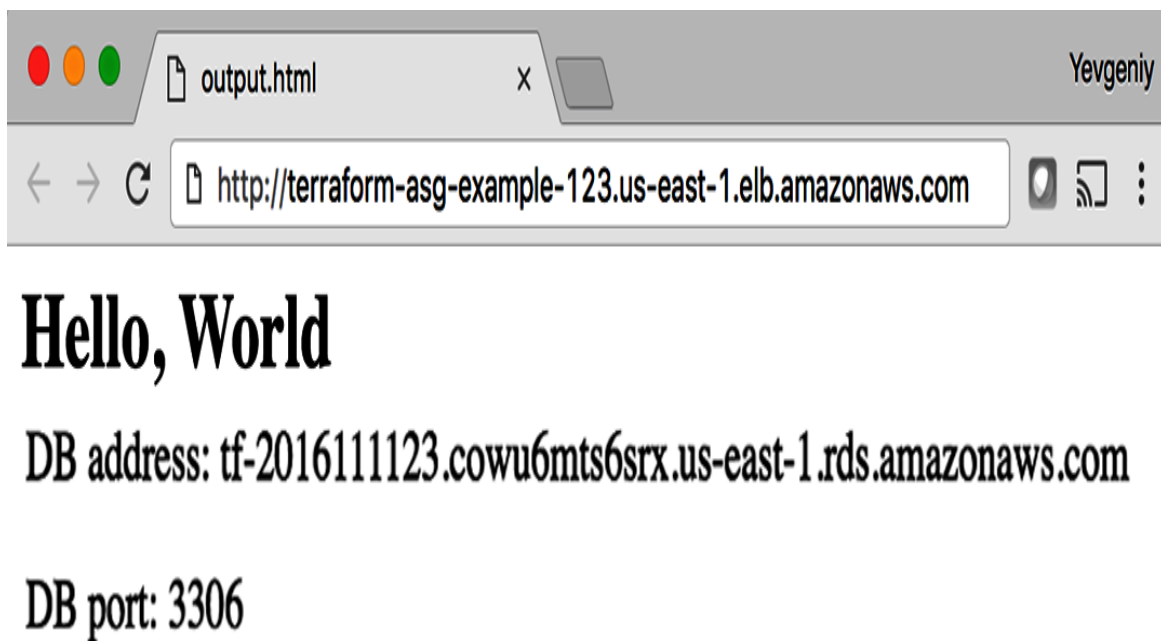 output.html ×
Yevgeniy
http://terraform-asg-example-123.us-east-1.elb.amazonaws.com
Hello, World
DB address: tf-2016111123.cowu6mts6srx.us-east-1.rds.amazonaws.com
DB port: 3306